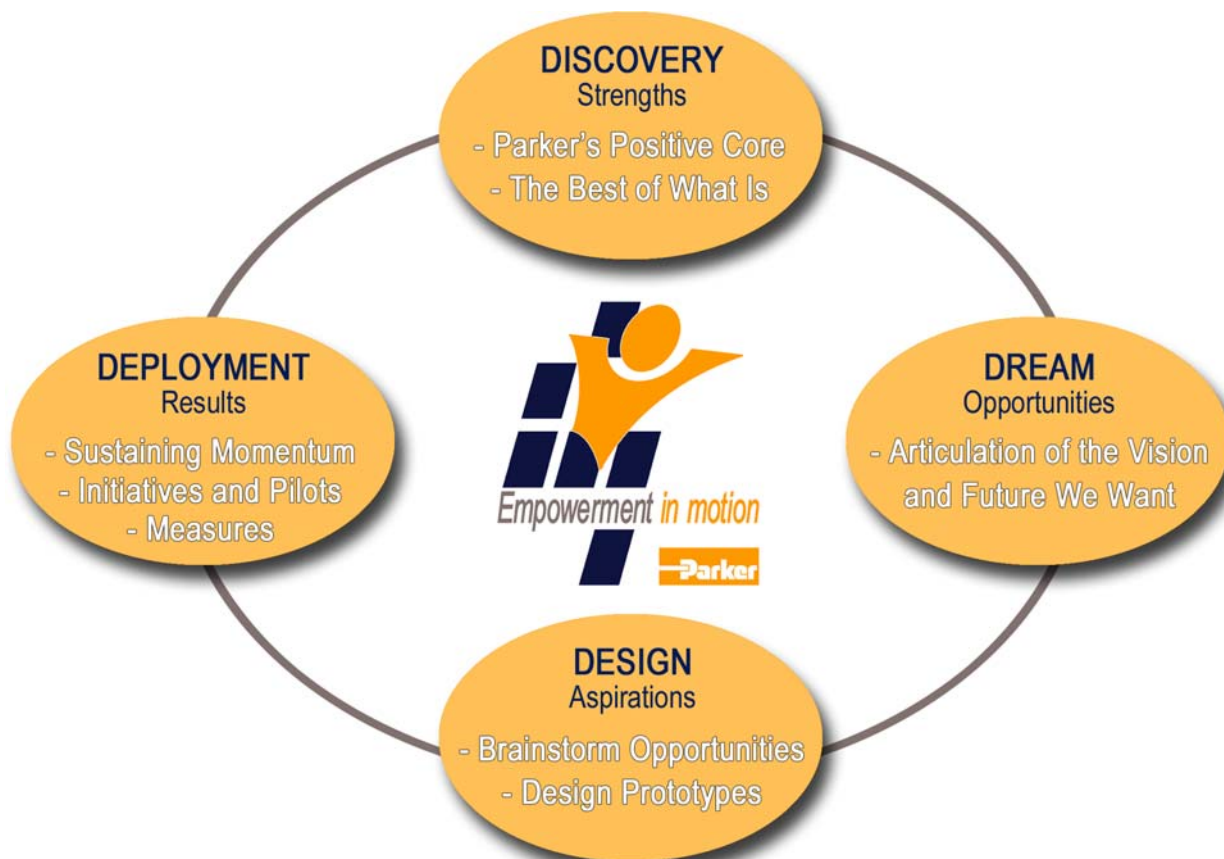 DISCOVERY
Strengths
- Parker's Positive Core
- The Best of What Is
DEPLOYMENT
Results
- Sustaining Momentum
- Initiatives and Pilots
- Measures
DREAM
Opportunities
- Articulation of the Vision
and Future We Want
Empowerment in motion
Parker
DESIGN
Aspirations
- Brainstorm Opportunities
- Design Prototypes